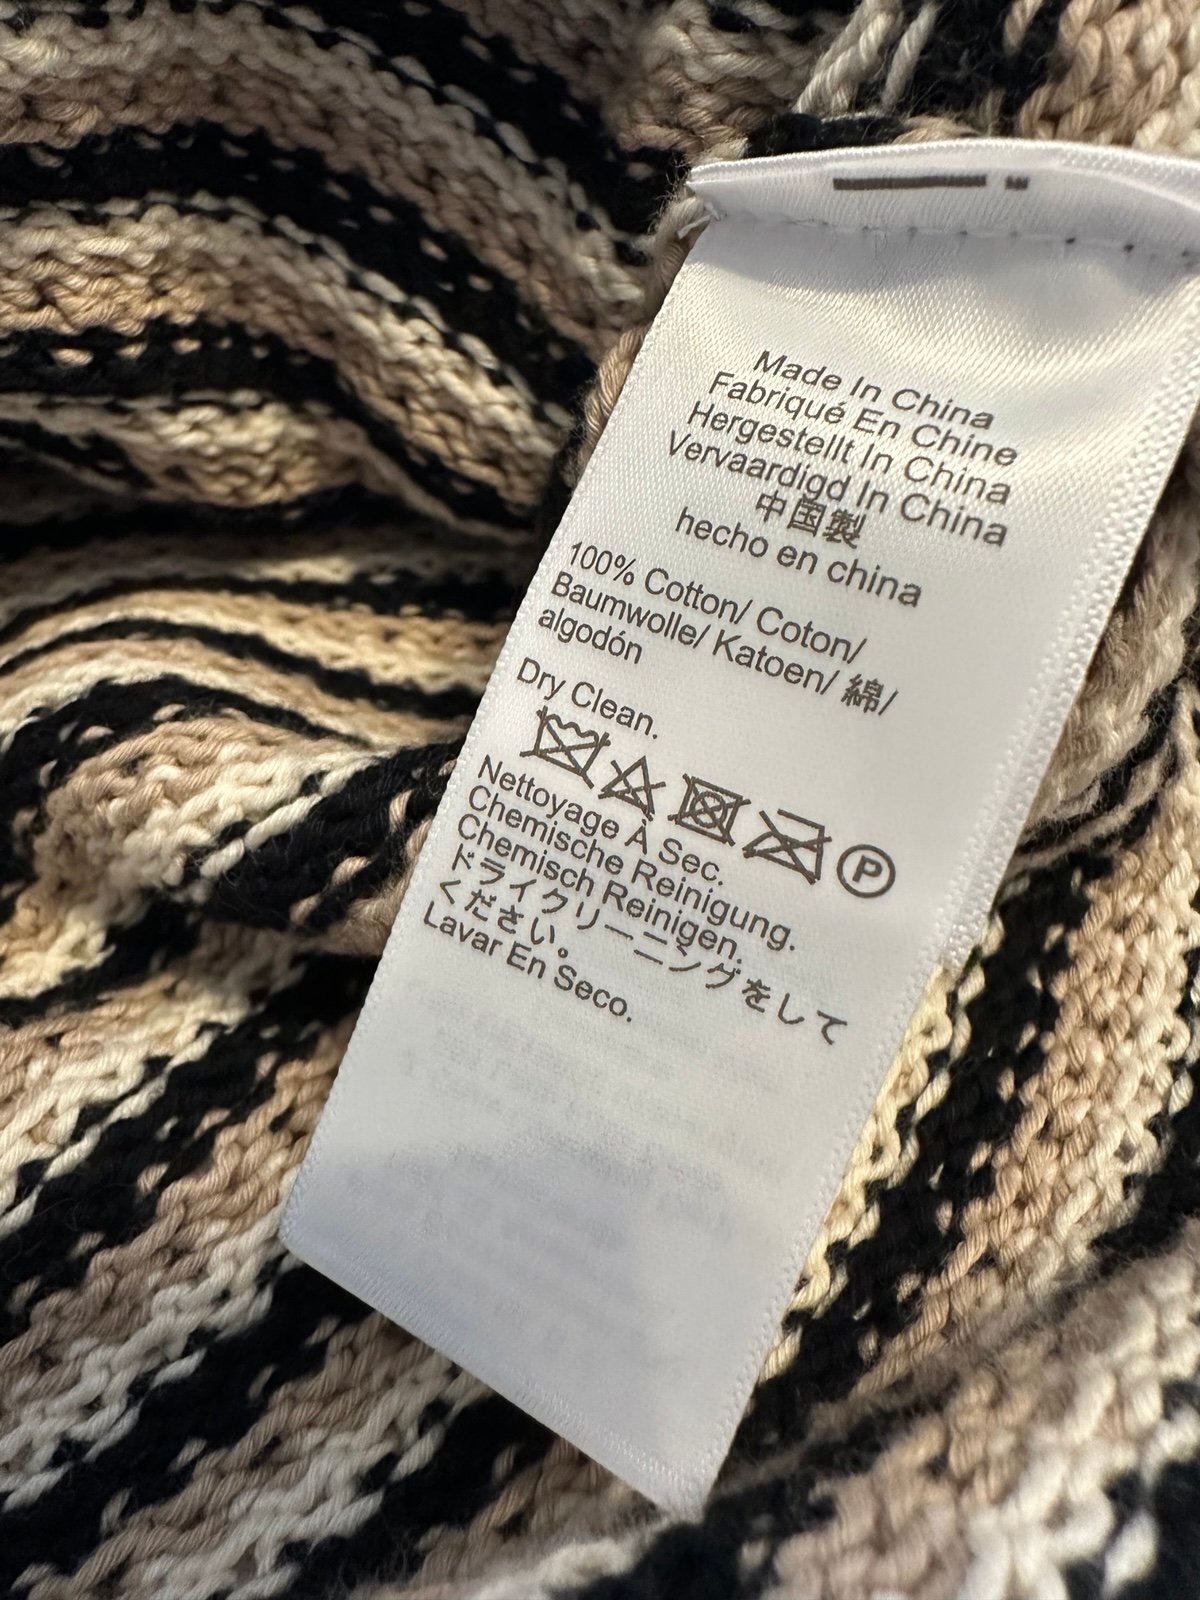 Made In China
Fabriqué En Chine
Hergestellt In China
Vervaardigd In China
中国製
hecho en china
100% Cotton/ Coton/
Baumwolle/ Katoen/ 綿/
algodón
Dry Clean.
P
Nettoyage À Sec.
Chemische Reinigung.
Chemisch Reinigen.
ドライクリーニングをして
ください。
Lavar En Seco.